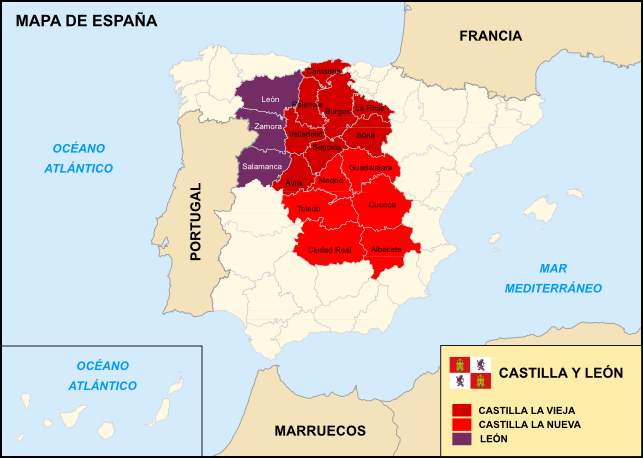 MAPA DE ESPAÑA
FRANCIA
Cantabria
León
Palencia
Burgos
La Rioja
Zamora
Valladolid
Soria
OCÉANO
ATLÁNTICO
Segovia
Salamanca
Guadalajara
Ávila
Madrid
Toledo
Cuenca
PORTUGAL
Ciudad Real
Albacete
MAR
MEDITERRÁNEO
OCÉANO
ATLÁNTICO
CASTILLA Y LEÓN
CASTILLA LA VIEJA
CASTILLA LA NUEVA
LEÓN
MARRUECOS